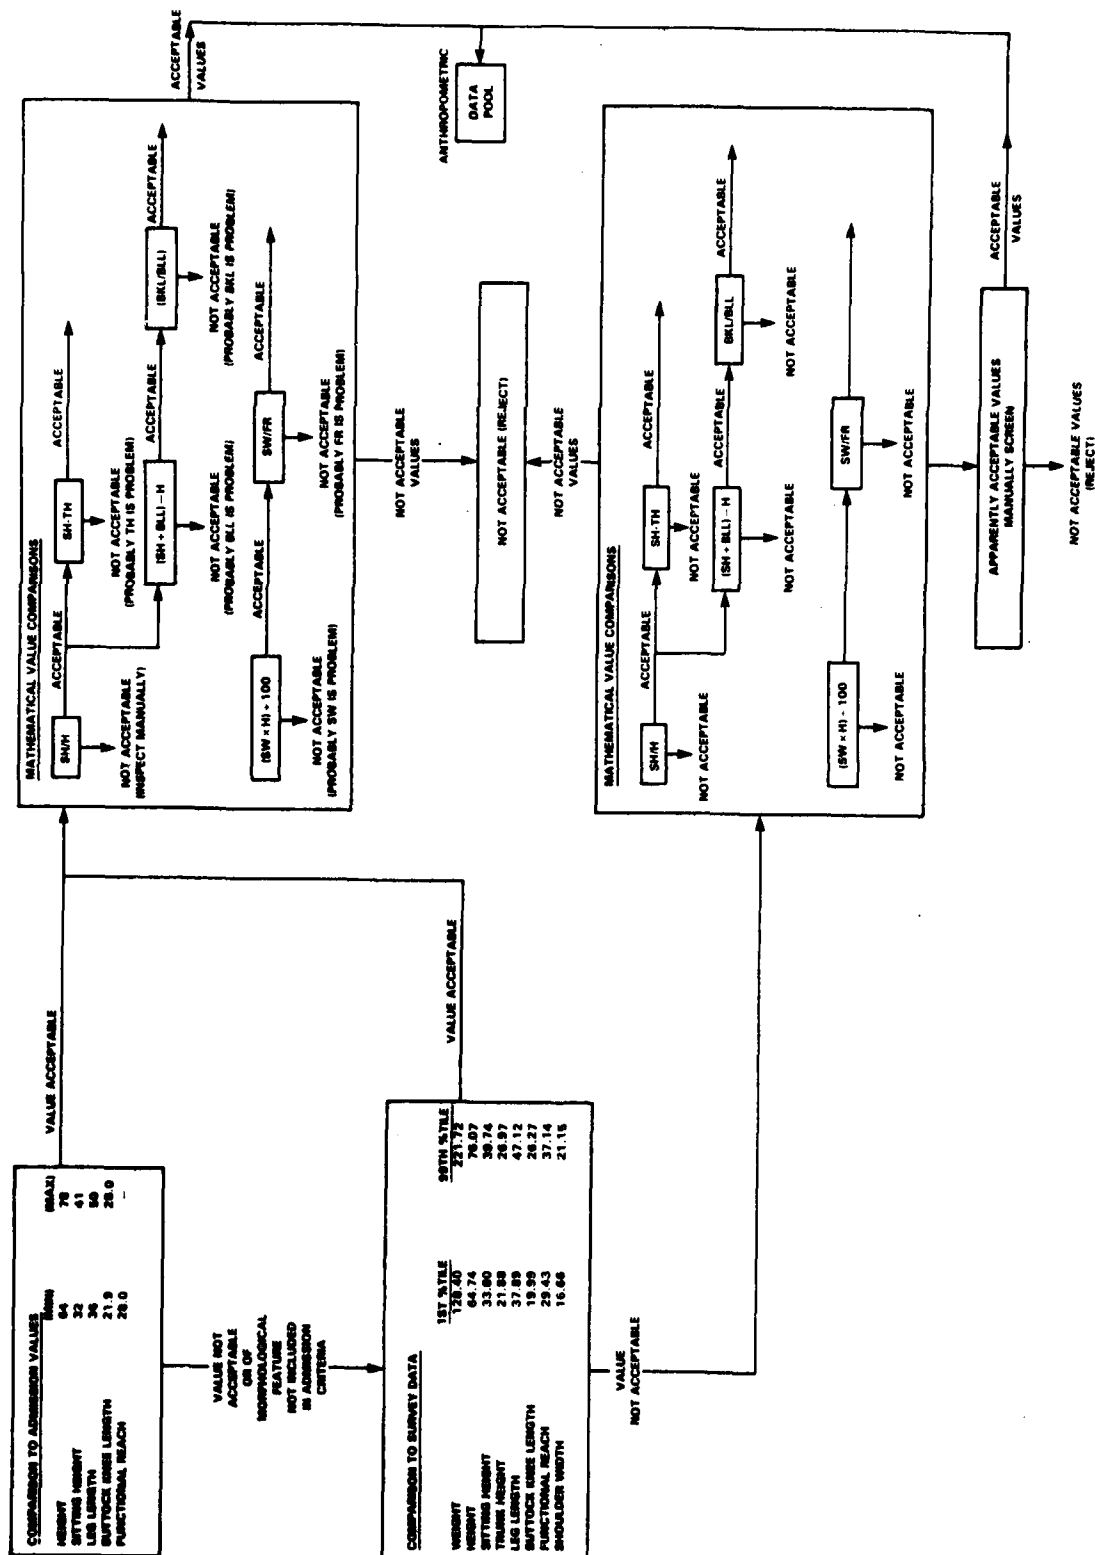 COMPARISON TO ADMISSION VALUES
(MIN) (MAX)
HEIGHT 64 78
SITTING HEIGHT 32 41
LEG LENGTH 36 50
BUTTOCK KNEE LENGTH 21.9 28.0
FUNCTIONAL REACH 28.0 –
VALUE ACCEPTABLE
VALUE NOT
ACCEPTABLE
OR OF
MORPHOLOGICAL
FEATURE
NOT INCLUDED
IN ADMISSION
CRITERIA
COMPARISON TO SURVEY DATA
1ST %TILE 99TH %TILE
WEIGHT 128.40 221.72
HEIGHT 64.74 76.07
SITTING HEIGHT 33.80 39.74
TRUNK HEIGHT 21.88 26.97
LEG LENGTH 37.89 47.12
BUTTOCK KNEE LENGTH 19.99 26.27
FUNCTIONAL REACH 29.43 37.14
SHOULDER WIDTH 16.66 21.15
VALUE ACCEPTABLE
VALUE
NOT ACCEPTABLE
MATHEMATICAL VALUE COMPARISONS
SH/H
ACCEPTABLE
NOT ACCEPTABLE
(INSPECT MANUALLY)
SH-TH
ACCEPTABLE
NOT ACCEPTABLE
(PROBABLY TH IS PROBLEM)
(SH + BLL) – H
ACCEPTABLE
NOT ACCEPTABLE
(PROBABLY BLL IS PROBLEM)
(BKL/BLL)
ACCEPTABLE
NOT ACCEPTABLE
(PROBABLY BKL IS PROBLEM)
(SW × H) ÷ 100
ACCEPTABLE
NOT ACCEPTABLE
(PROBABLY SW IS PROBLEM)
SW/FR
ACCEPTABLE
NOT ACCEPTABLE
(PROBABLY FR IS PROBLEM)
ACCEPTABLE
VALUES
ANTHROPOMETRIC
DATA
POOL
NOT ACCEPTABLE
VALUES
NOT ACCEPTABLE (REJECT)
NOT ACCEPTABLE
VALUES
MATHEMATICAL VALUE COMPARISONS
SH/H
ACCEPTABLE
NOT ACCEPTABLE
SH-TH
ACCEPTABLE
NOT ACCEPTABLE
(SH + BLL) – H
ACCEPTABLE
NOT ACCEPTABLE
BKL/BLL
ACCEPTABLE
NOT ACCEPTABLE
(SW × H) - 100
NOT ACCEPTABLE
SW/FR
NOT ACCEPTABLE
APPARENTLY ACCEPTABLE VALUES
MANUALLY SCREEN
ACCEPTABLE
VALUES
NOT ACCEPTABLE VALUES
(REJECT)